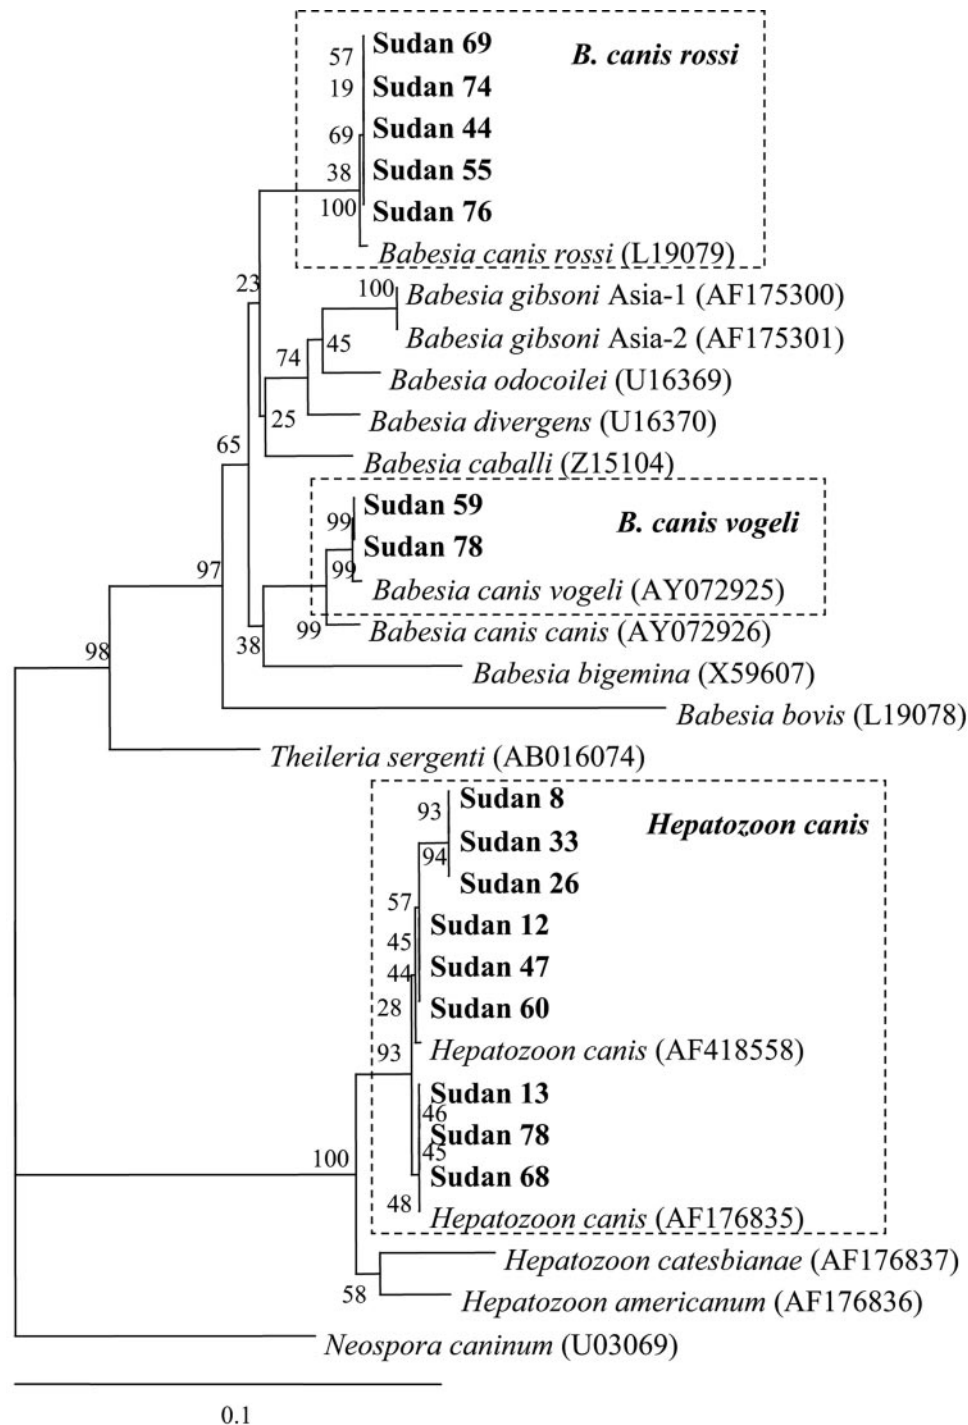 Sudan 69
57
B. canis rossi
19
Sudan 74
Sudan 44
69
Sudan 55
38
100
Sudan 76
Babesia canis rossi (L19079)
23
100
Babesia gibsoni Asia-1 (AF175300)
Babesia gibsoni Asia-2 (AF175301)
74
45
Babesia odocoilei (U16369)
25
Babesia divergens (U16370)
65
Babesia caballi (Z15104)
Sudan 59
99
B. canis vogeli
Sudan 78
97
99
Babesia canis vogeli (AY072925)
99
Babesia canis canis (AY072926)
98
38
Babesia bigemina (X59607)
Babesia bovis (L19078)
Theileria sergenti (AB016074)
Sudan 8
93
Hepatozoon canis
Sudan 33
94
Sudan 26
57
Sudan 12
45
44
Sudan 47
28
Sudan 60
93
Hepatozoon canis (AF418558)
Sudan 13
46
Sudan 78
45
100
Sudan 68
48
Hepatozoon canis (AF176835)
Hepatozoon catesbianae (AF176837)
58
Hepatozoon americanum (AF176836)
Neospora caninum (U03069)
0.1